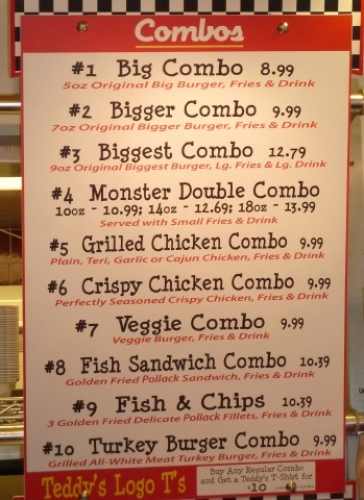 Combos
#1 Big Combo 8.99
5oz Original Big Burger, Fries & Drink
#2 Bigger Combo 9.99
7oz Original Bigger Burger, Fries & Drink
#3 Biggest Combo 12.79
9oz Original Biggest Burger, Lg. Fries & Lg. Drink
#4 Monster Double Combo
10oz - 10.99; 14oz - 12.69; 18oz - 13.99
Served with Small Fries & Drink
#5 Grilled Chicken Combo 9.99
Plain, Teri, Garlic or Cajun Chicken, Fries & Drink
#6 Crispy Chicken Combo 9.99
Perfectly Seasoned Crispy Chicken, Fries & Drink
#7 Veggie Combo 9.99
Veggie Burger, Fries & Drink
#8 Fish Sandwich Combo 10.39
Golden Fried Pollack Sandwich, Fries & Drink
#9 Fish & Chips 10.39
3 Golden Fried Delicate Pollack Fillets, Fries & Drink
#10 Turkey Burger Combo 9.99
Grilled All-White Meat Turkey Burger, Fries & Drink
Teddy's Logo T's
Buy Any Regular Combo
and Get a Teddy's T-Shirt for
$10